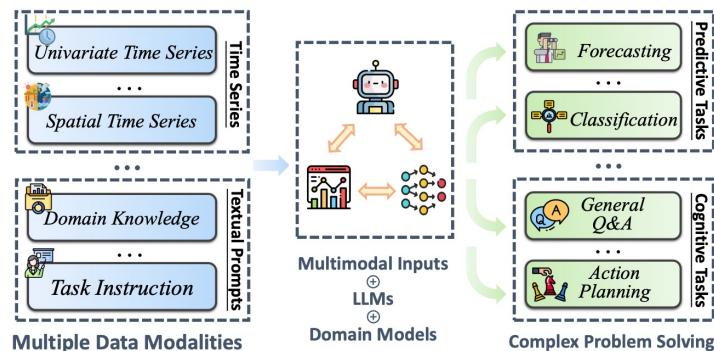 Univariate Time Series
...
Spatial Time Series
Time Series
...
Domain Knowledge
...
Task Instruction
Textual Prompts
Multiple Data Modalities
Multimodal Inputs
⊕
LLMs
⊕
Domain Models
Forecasting
...
Classification
Predictive Tasks
...
Q A
General
Q&A
...
Action
Planning
Cognitive Tasks
Complex Problem Solving